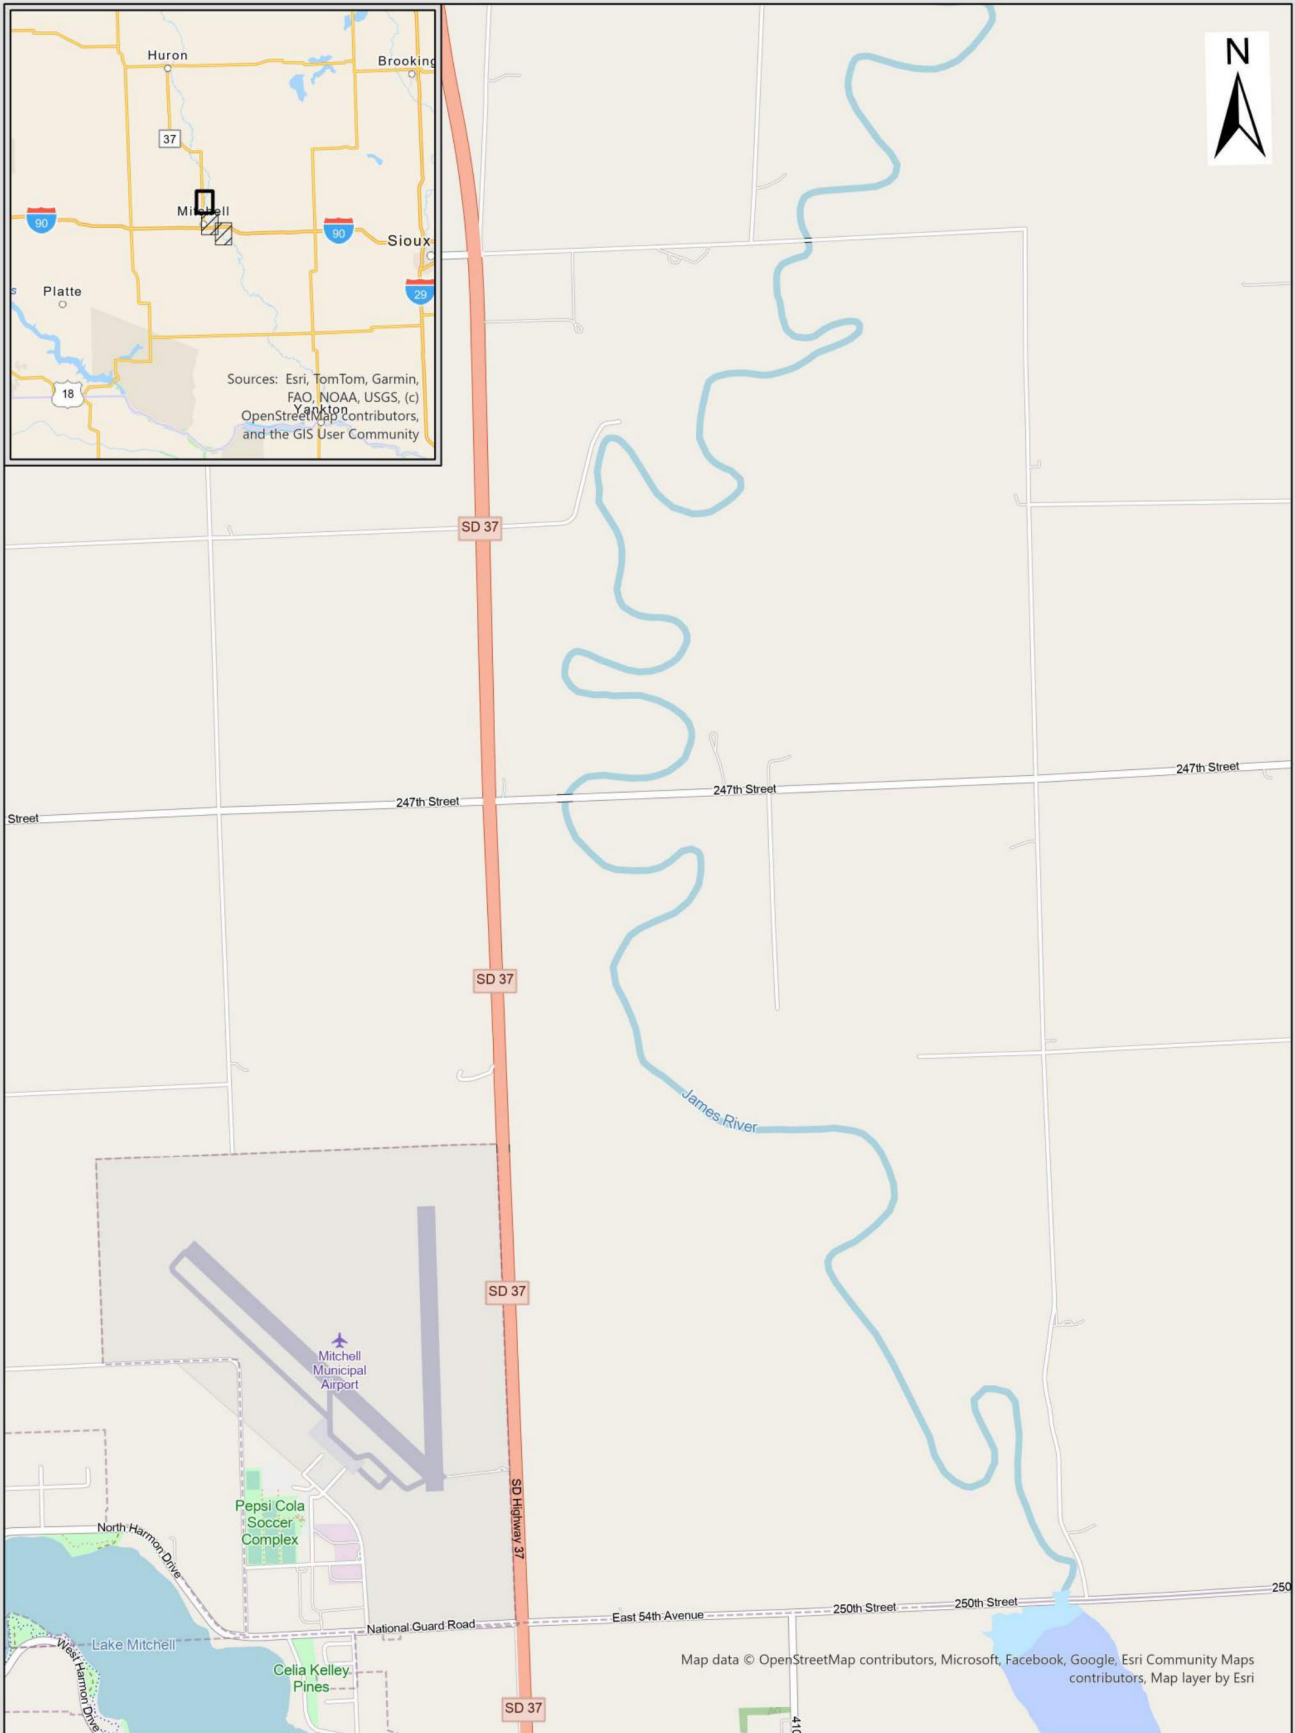 Huron
Brooking
37
Mitchell
90
90
Sioux
29
Platte
s
18
Yankton
Sources: Esri, TomTom, Garmin,
FAO, NOAA, USGS, (c)
OpenStreetMap contributors,
and the GIS User Community
N
SD 37
247th Street
247th Street
247th Street
Street
SD 37
James River
SD 37
Mitchell
Municipal
Airport
SD Highway 37
Pepsi Cola
Soccer
Complex
North Harmon Drive
250
250th Street
250th Street
East 54th Avenue
National Guard Road
Lake Mitchell
West Harmon Drive
Celia Kelley
Pines
Map data © OpenStreetMap contributors, Microsoft, Facebook, Google, Esri Community Maps
contributors, Map layer by Esri
SD 37
410